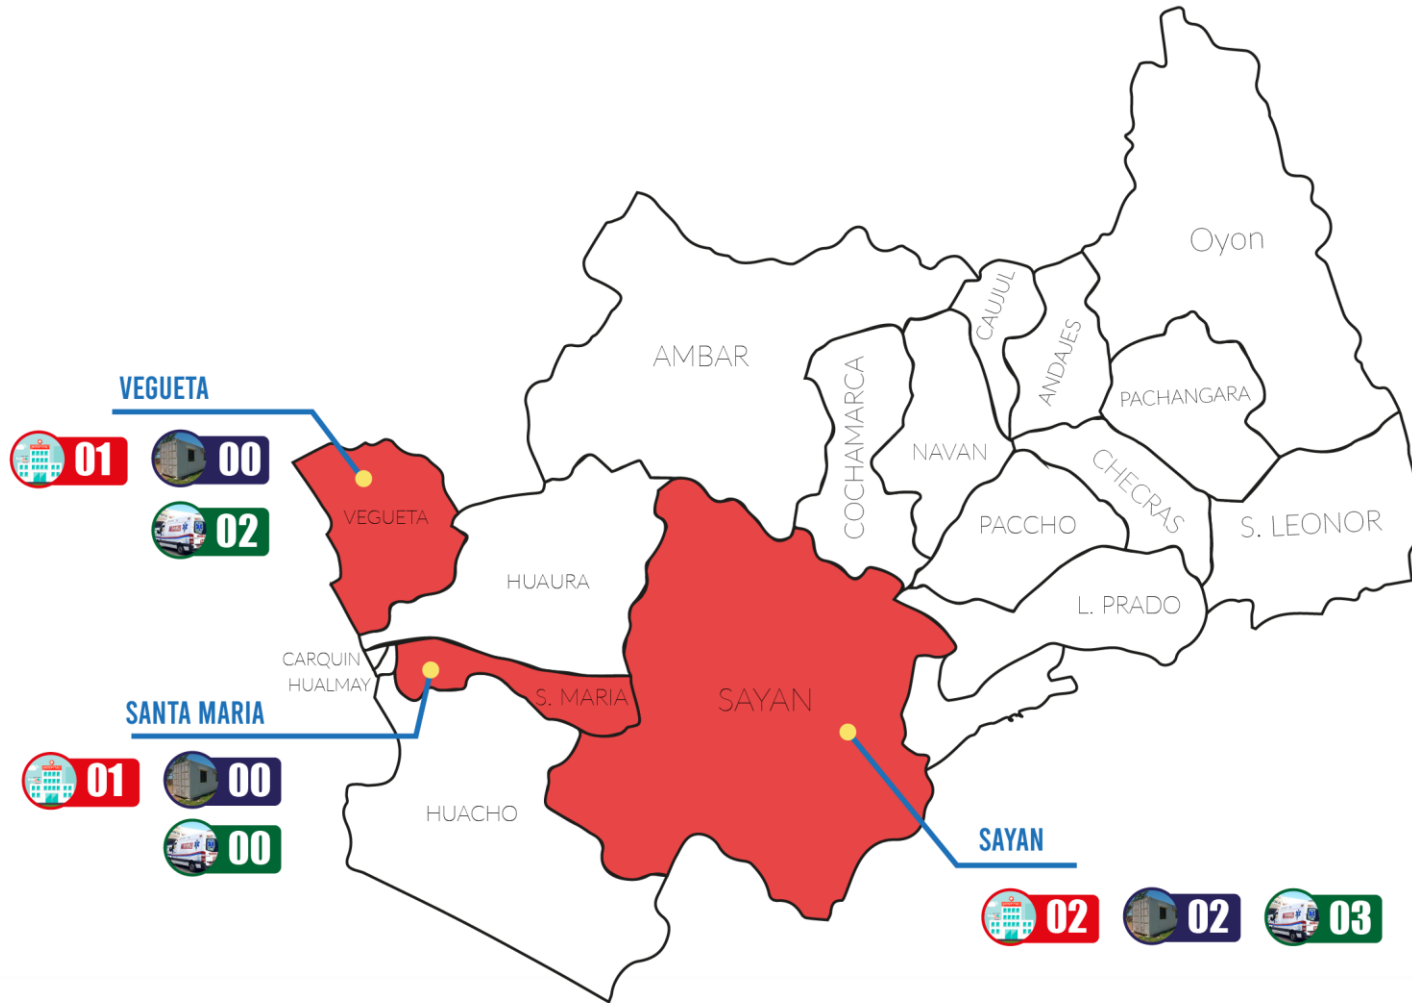 Oyon
CAUJUL
ANDAJES
AMBAR
COCHAMARCA
PACHANGARA
NAVAN
CHECRAS
PACCHO
S. LEONOR
L. PRADO
VEGUETA
01
00
02
VEGUETA
HUAURA
CARQUIN
HUALMAY
S. MARIA
SAYAN
SANTA MARIA
01
00
00
HUACHO
SAYAN
02
02
03